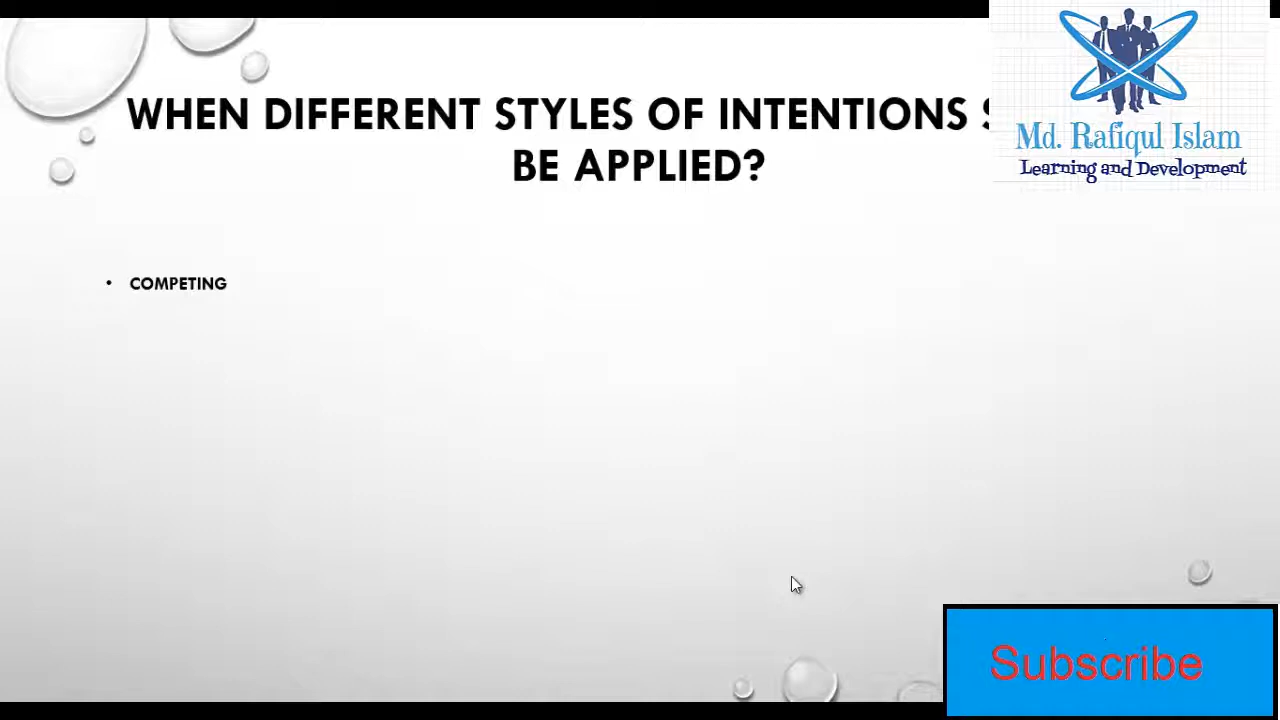 WHEN DIFFERENT STYLES OF INTENTIONS
BE APPLIED?
Md. Rafiqul Islam
Learning and Development
• COMPETING
Subscribe